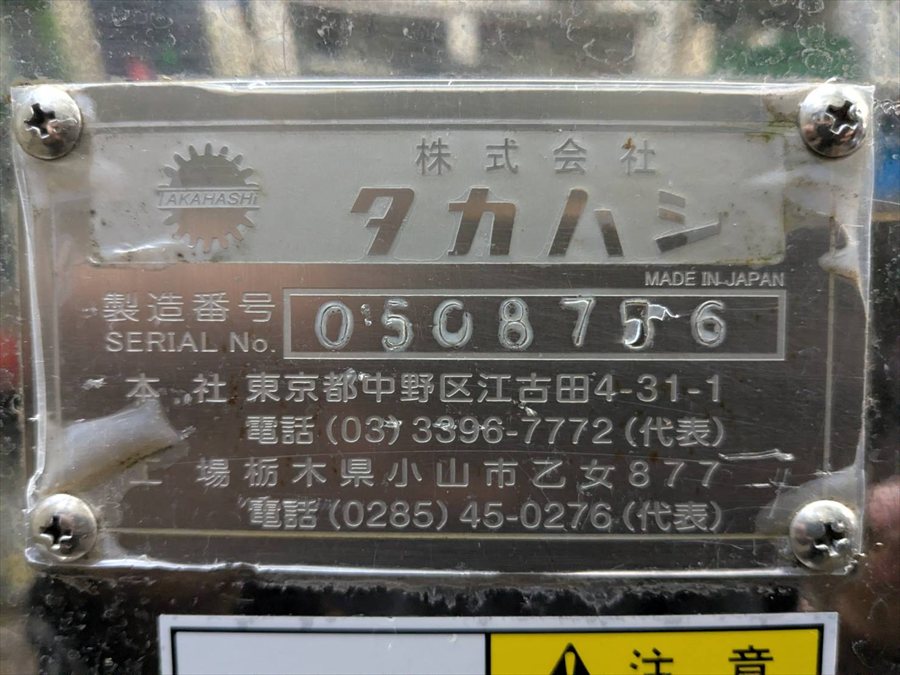 株式会社
TAKAHASHi
タカハシ
MADE IN JAPAN
製造番号
SERIAL No.
0508756
本社 東京都中野区江古田4-31-1
電話(03)3396-7772(代表)
工場 栃木県小山市乙女877
電話(0285)45-0276(代表)
注意